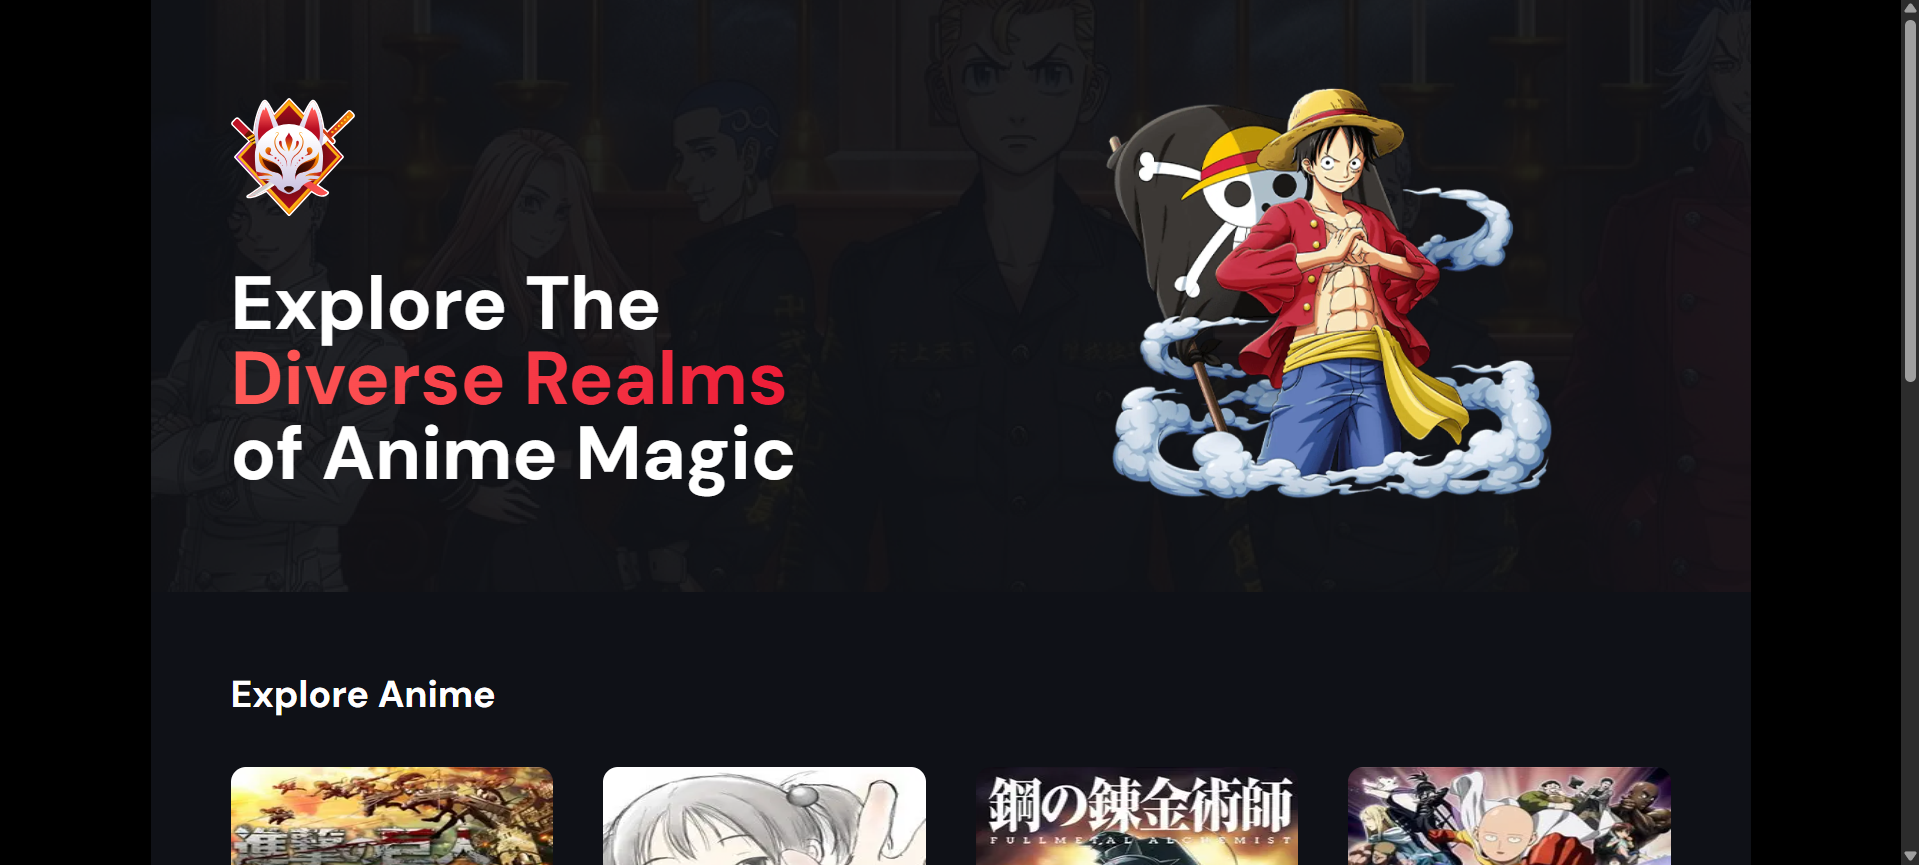 Explore The
Diverse Realms
of Anime Magic
Explore Anime
進撃の巨人
鋼の錬金術師
FULLMETAL ALCHEMIST